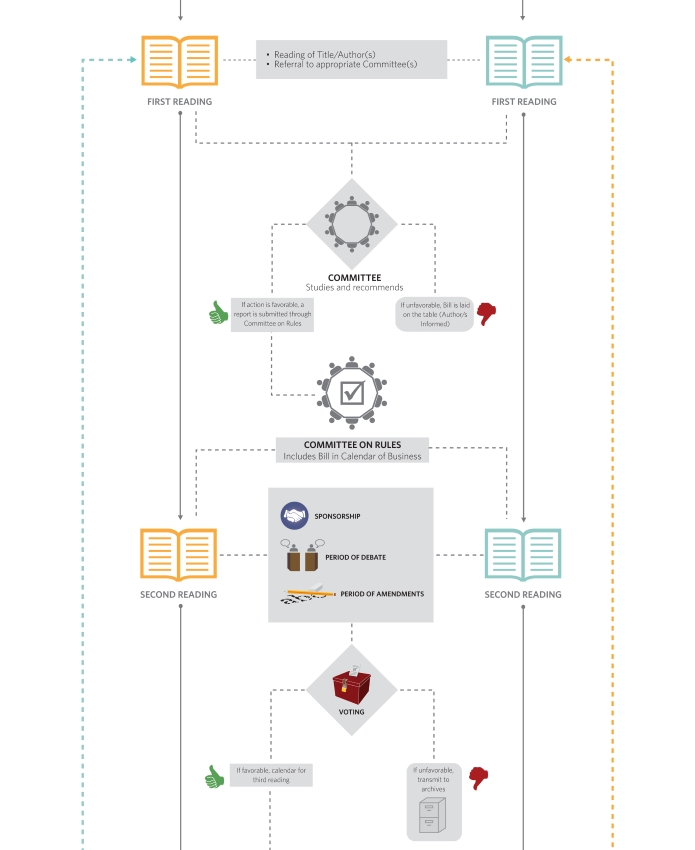 • Reading of Title/Author(s)
• Referral to appropriate Committee(s)
FIRST READING
FIRST READING
COMMITTEE
Studies and recommends
If action is favorable, a
report is submitted through
Committee on Rules
If unfavorable, Bill is laid
on the table (Author/s
Informed)
COMMITTEE ON RULES
Includes Bill in Calendar of Business
SPONSORSHIP
PERIOD OF DEBATE
PERIOD OF AMENDMENTS
SECOND READING
SECOND READING
VOTING
If favorable, calendar for
third reading
If unfavorable,
transmit to
archives